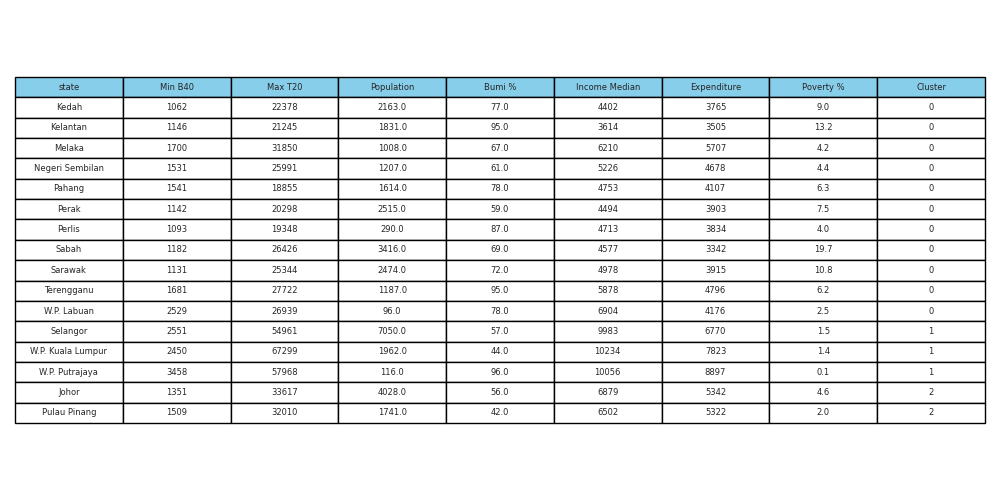 state Min B40 Max T20 Population Bumi % Income Median Expenditure Poverty % Cluster
Kedah 1062 22378 2163.0 77.0 4402 3765 9.0 0
Kelantan 1146 21245 1831.0 95.0 3614 3505 13.2 0
Melaka 1700 31850 1008.0 67.0 6210 5707 4.2 0
Negeri Sembilan 1531 25991 1207.0 61.0 5226 4678 4.4 0
Pahang 1541 18855 1614.0 78.0 4753 4107 6.3 0
Perak 1142 20298 2515.0 59.0 4494 3903 7.5 0
Perlis 1093 19348 290.0 87.0 4713 3834 4.0 0
Sabah 1182 26426 3416.0 69.0 4577 3342 19.7 0
Sarawak 1131 25344 2474.0 72.0 4978 3915 10.8 0
Terengganu 1681 27722 1187.0 95.0 5878 4796 6.2 0
W.P. Labuan 2529 26939 96.0 78.0 6904 4176 2.5 0
Selangor 2551 54961 7050.0 57.0 9983 6770 1.5 1
W.P. Kuala Lumpur 2450 67299 1962.0 44.0 10234 7823 1.4 1
W.P. Putrajaya 3458 57968 116.0 96.0 10056 8897 0.1 1
Johor 1351 33617 4028.0 56.0 6879 5342 4.6 2
Pulau Pinang 1509 32010 1741.0 42.0 6502 5322 2.0 2